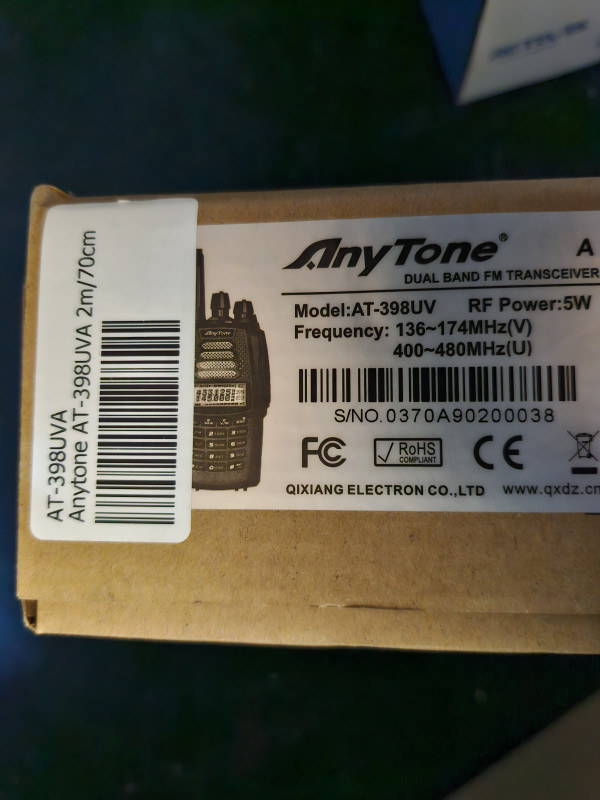 AT-398UVA
Anytone AT-398UVA 2m/70cm
AnyTone
AnyTone® A
DUAL BAND FM TRANSCEIVER
Model:AT-398UV RF Power:5W
Frequency: 136~174MHz(V)
400~480MHz(U)
S/NO.0370A90200038
FC RoHS COMPLIANT CE
QIXIANG ELECTRON CO.,LTD www.qxdz.cn